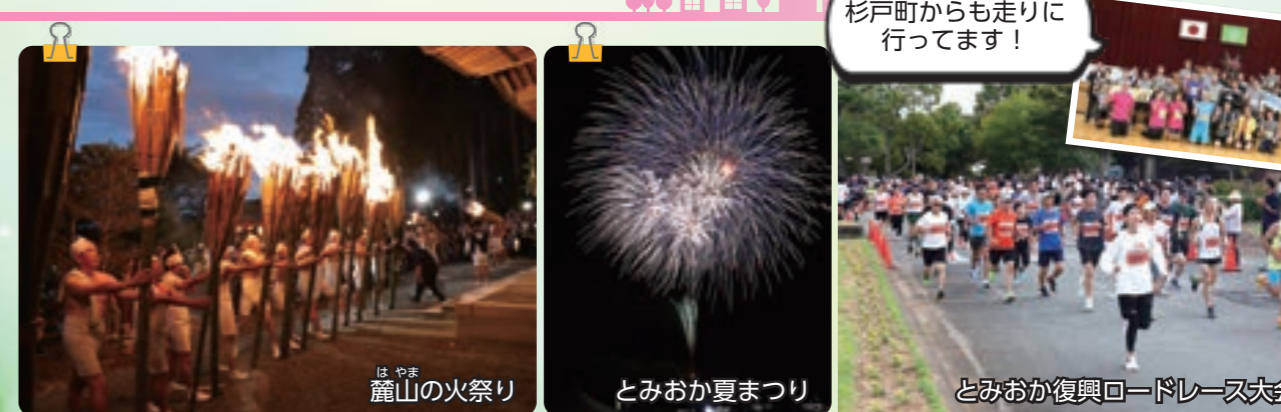 杉戸町からも走りに
行ってます！
はやま
麓山の火祭り
とみおか夏まつり
とみおか復興ロードレース大会